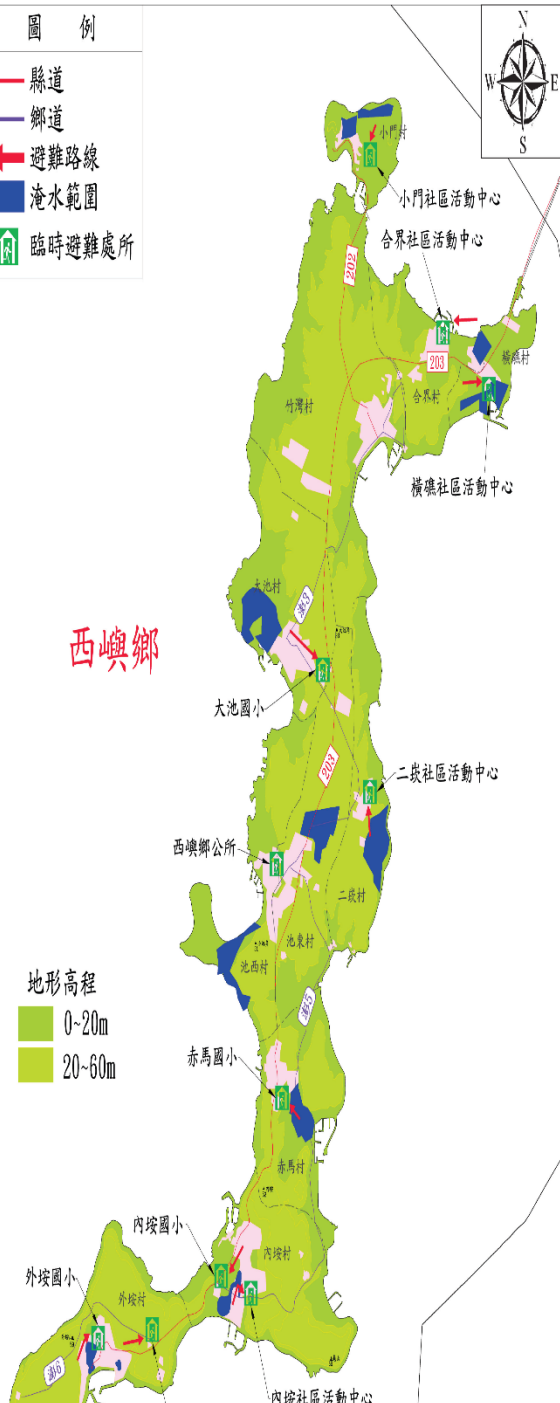 圖 例
縣道
鄉道
避難路線
淹水範圍
臨時避難處所
N
W
E
S
小門村
小門社區活動中心
合界社區活動中心
202
203
橫礁村
合界村
竹灣村
橫礁社區活動中心
大池村
澎3
西嶼鄉
大池國小
203
二崁社區活動中心
西嶼鄉公所
二崁村
池東村
池西村
地形高程
0~20m
20~60m
澎5
赤馬國小
赤馬村
內垵國小
內垵村
外垵國小
外垵村
澎6
內垵社區活動中心